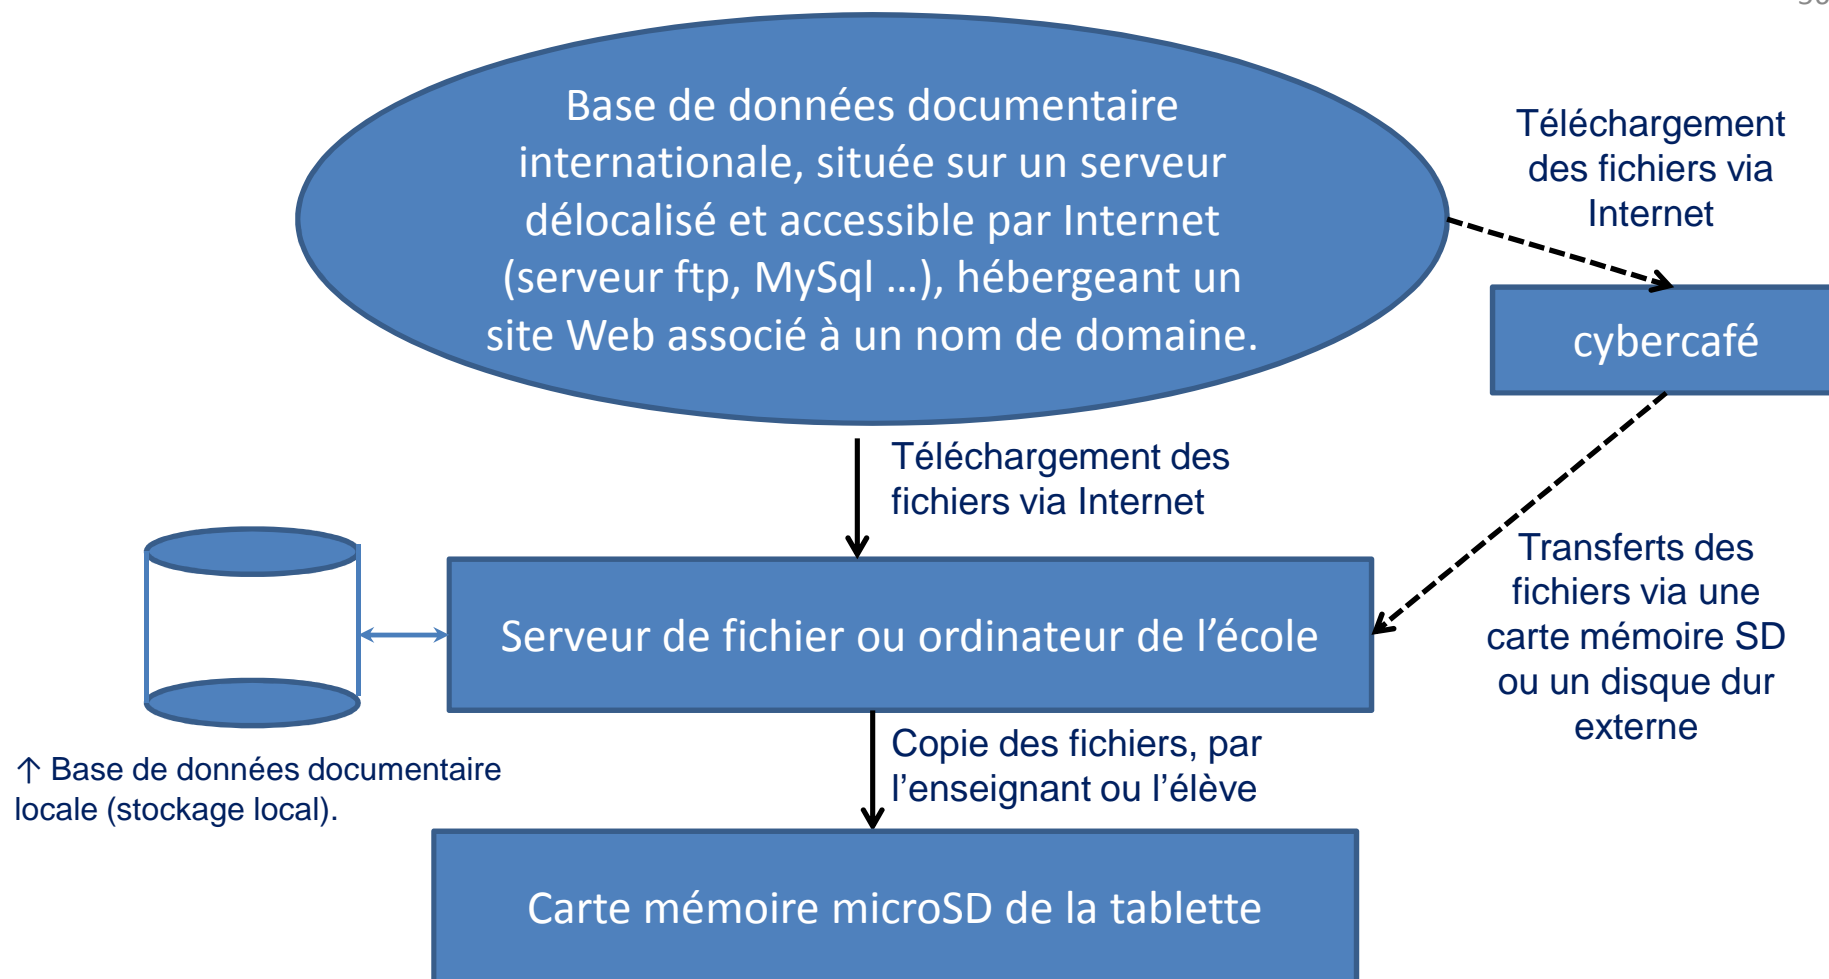 Base de données documentaire
internationale, située sur un serveur
délocalisé et accessible par Internet
(serveur ftp, MySql …), hébergeant un
site Web associé à un nom de domaine.
Téléchargement
des fichiers via
Internet
cybercafé
Téléchargement des
fichiers via Internet
Serveur de fichier ou ordinateur de l’école
Transferts des
fichiers via une
carte mémoire SD
ou un disque dur
externe
↑ Base de données documentaire
locale (stockage local).
Copie des fichiers, par
l’enseignant ou l’élève
Carte mémoire microSD de la tablette